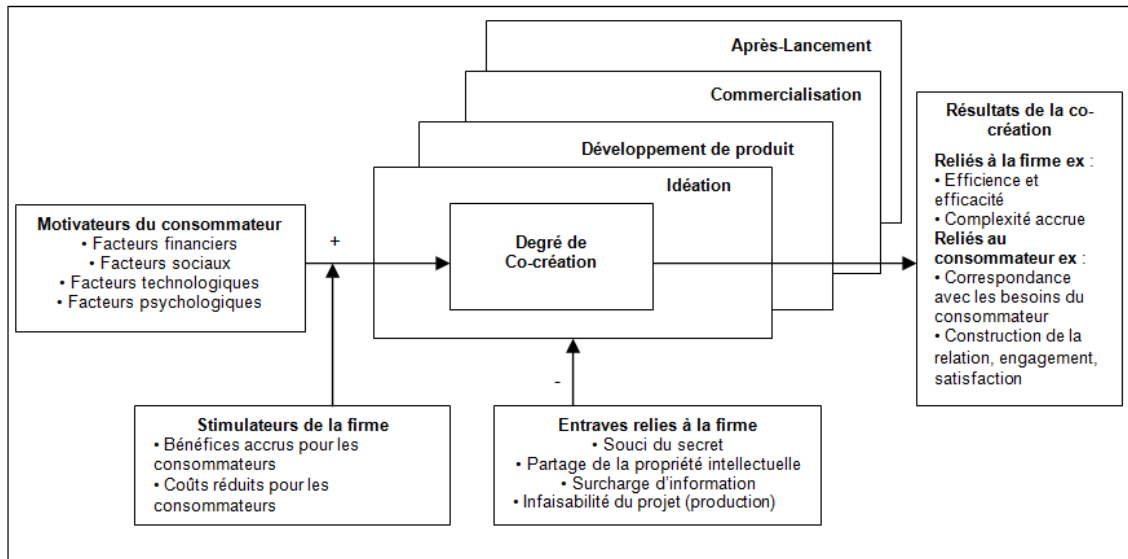 Après-Lancement
Commercialisation
Développement de produit
Idéation
Degré de
Co-création
Motivateurs du consommateur
• Facteurs financiers
• Facteurs sociaux
• Facteurs technologiques
• Facteurs psychologiques
+
Résultats de la co-
création
Reliés à la firme ex :
• Efficience et
efficacité
• Complexité accrue
Reliés au
consommateur ex :
• Correspondance
avec les besoins du
consommateur
• Construction de la
relation, engagement,
satisfaction
-
Stimulateurs de la firme
• Bénéfices accrus pour les
consommateurs
• Coûts réduits pour les
consommateurs
Entraves relies à la firme
• Souci du secret
• Partage de la propriété intellectuelle
• Surcharge d'information
• Infaisabilité du projet (production)